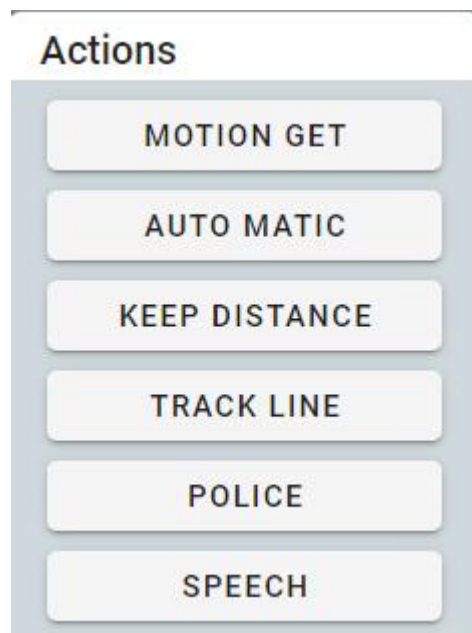 Actions
MOTION GET
AUTO MATIC
KEEP DISTANCE
TRACK LINE
POLICE
SPEECH